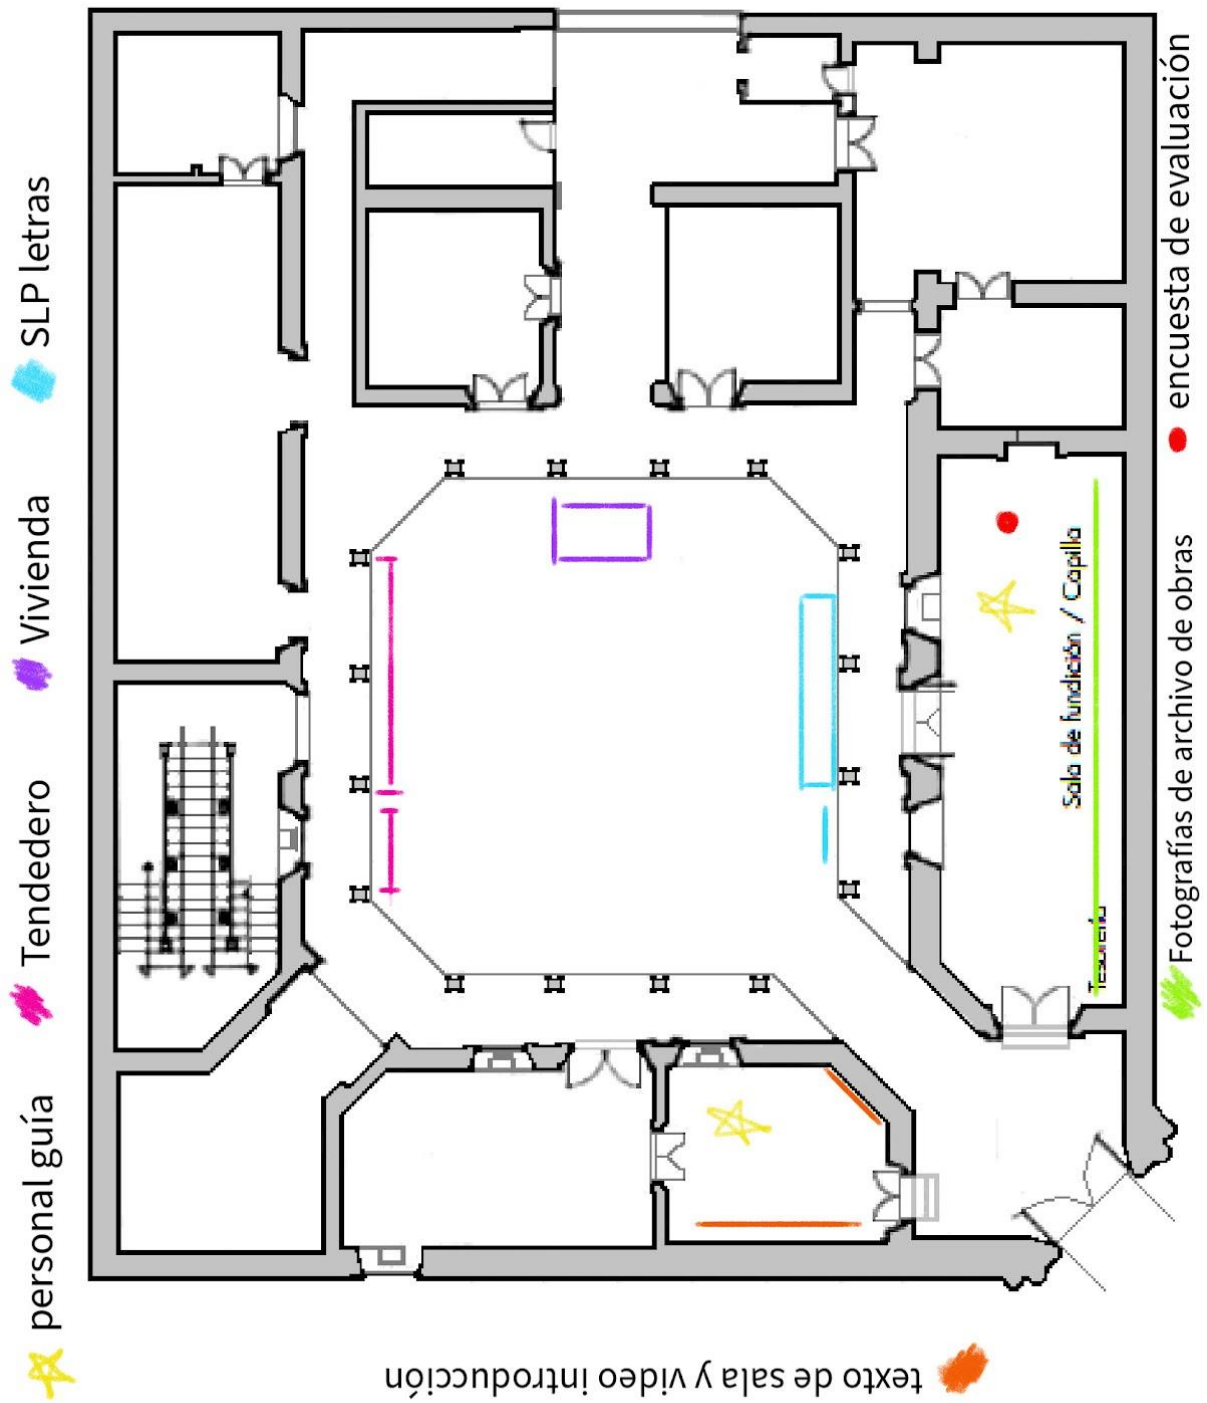 personal guía
Tendedero
Vivienda
SLP letras
Sala de fundición / Capilla
Tesorería
Fotografías de archivo de obras
encuesta de evaluación
texto de sala y video introducción